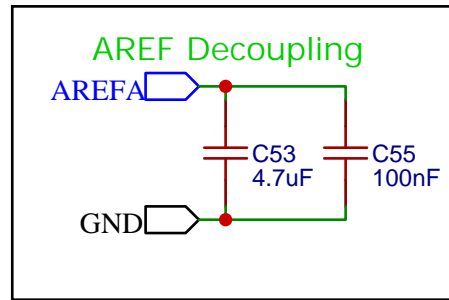 AREF Decoupling
AREFA
C53
4.7uF
C55
100nF
GND